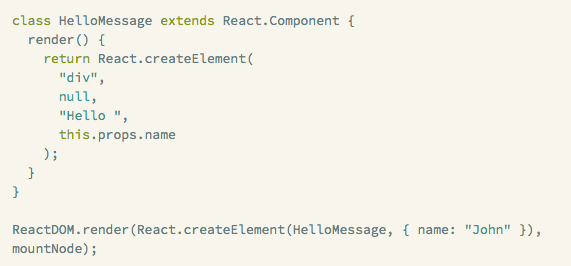 class HelloMessage extends React.Component {
  render() {
    return React.createElement(
      "div",
      null,
      "Hello ",
      this.props.name
    );
  }
}

ReactDOM.render(React.createElement(HelloMessage, { name: "John" }),
mountNode);